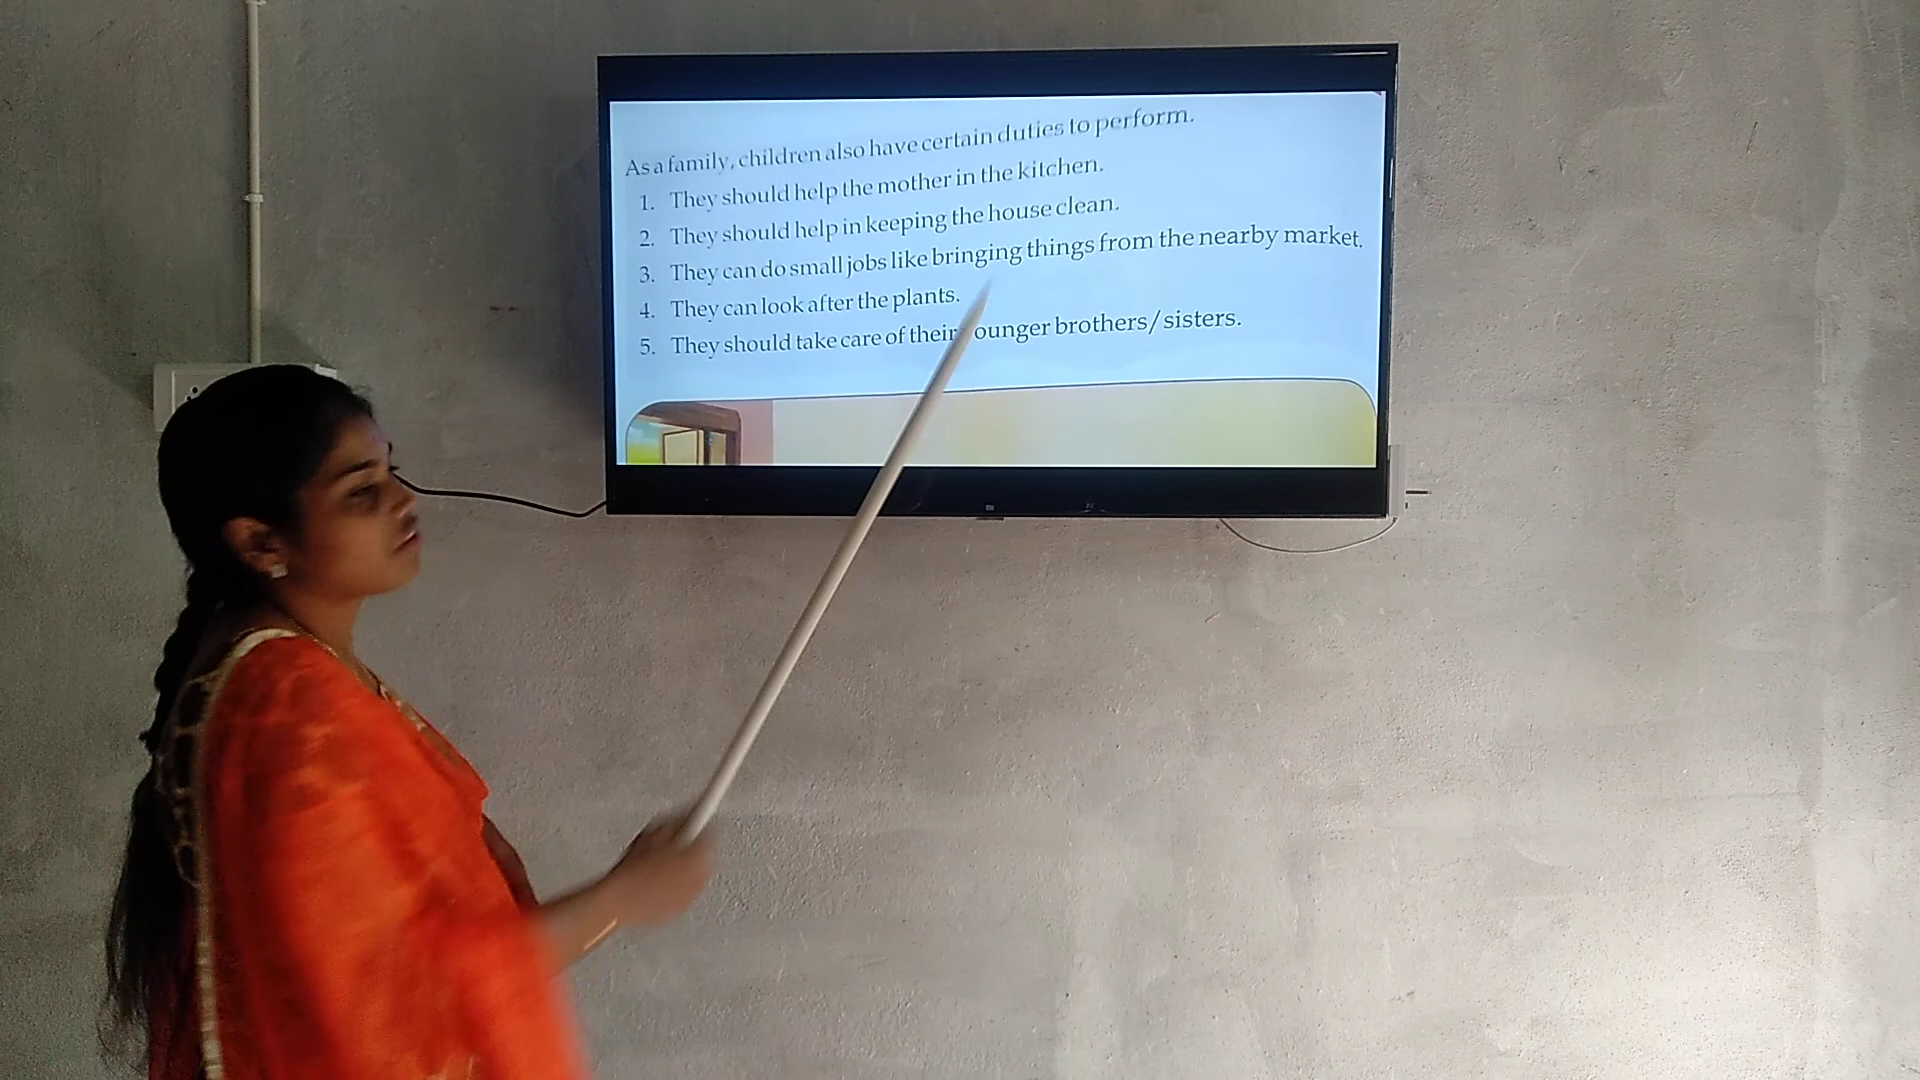 As a family, children also have certain duties to perform.
1. They should help the mother in the kitchen.
2. They should help in keeping the house clean.
3. They can do small jobs like bringing things from the nearby market.
4. They can look after the plants.
5. They should take care of their ounger brothers/sisters.